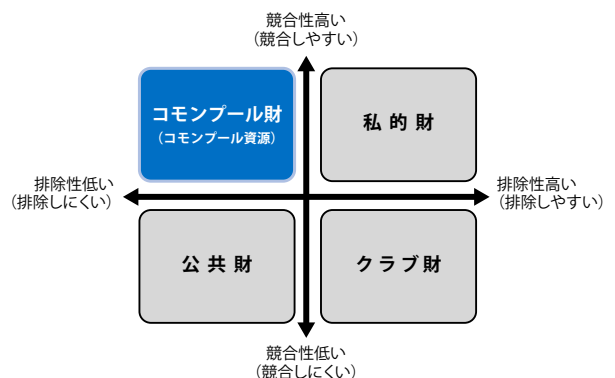 競合性高い
（競合しやすい）
コモンプール財
（コモンプール資源）
私的財
排除性低い
（排除しにくい）
排除性高い
（排除しやすい）
公共財
クラブ財
競合性低い
（競合しにくい）